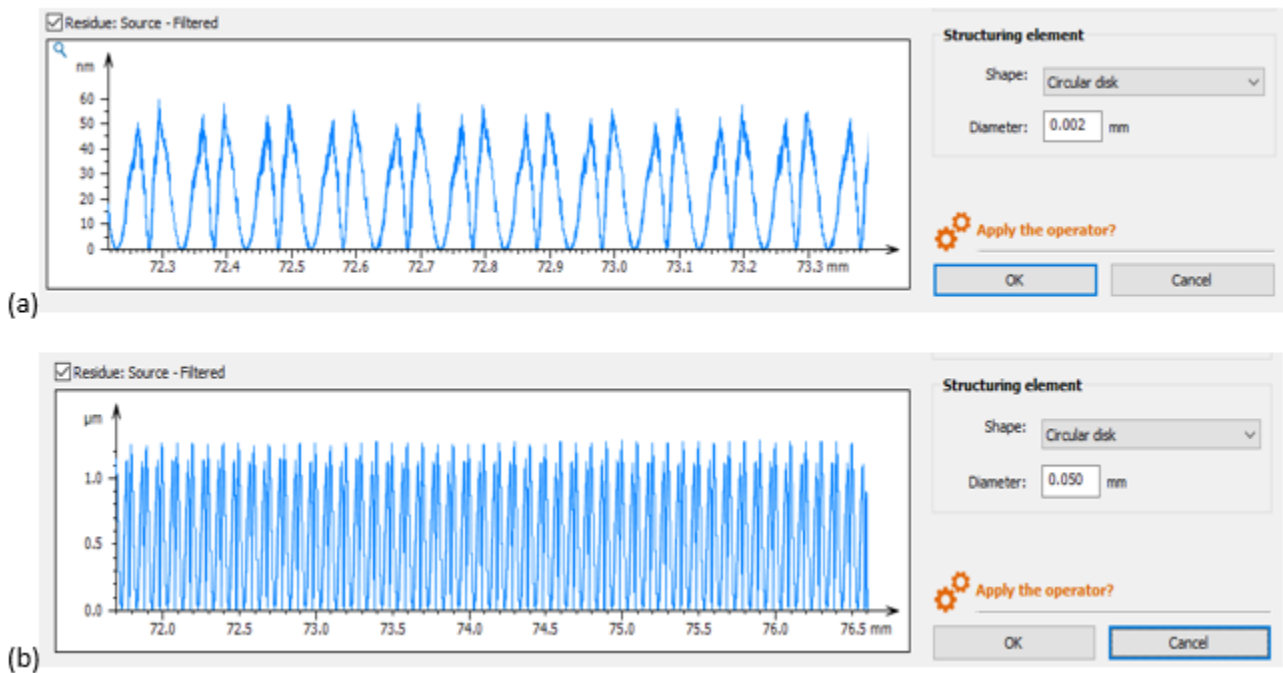 Residue: Source - Filtered
nm
60
50
40
30
20
10
0
72.3 72.4 72.5 72.6 72.7 72.8 72.9 73.0 73.1 73.2 73.3 mm
Structuring element
Shape: Circular disk
Diameter: 0.002 mm
Apply the operator?
OK Cancel
(a)
Residue: Source - Filtered
µm
1.0
0.5
0.0
72.0 72.5 73.0 73.5 74.0 74.5 75.0 75.5 76.0 76.5 mm
Structuring element
Shape: Circular disk
Diameter: 0.050 mm
Apply the operator?
OK Cancel
(b)